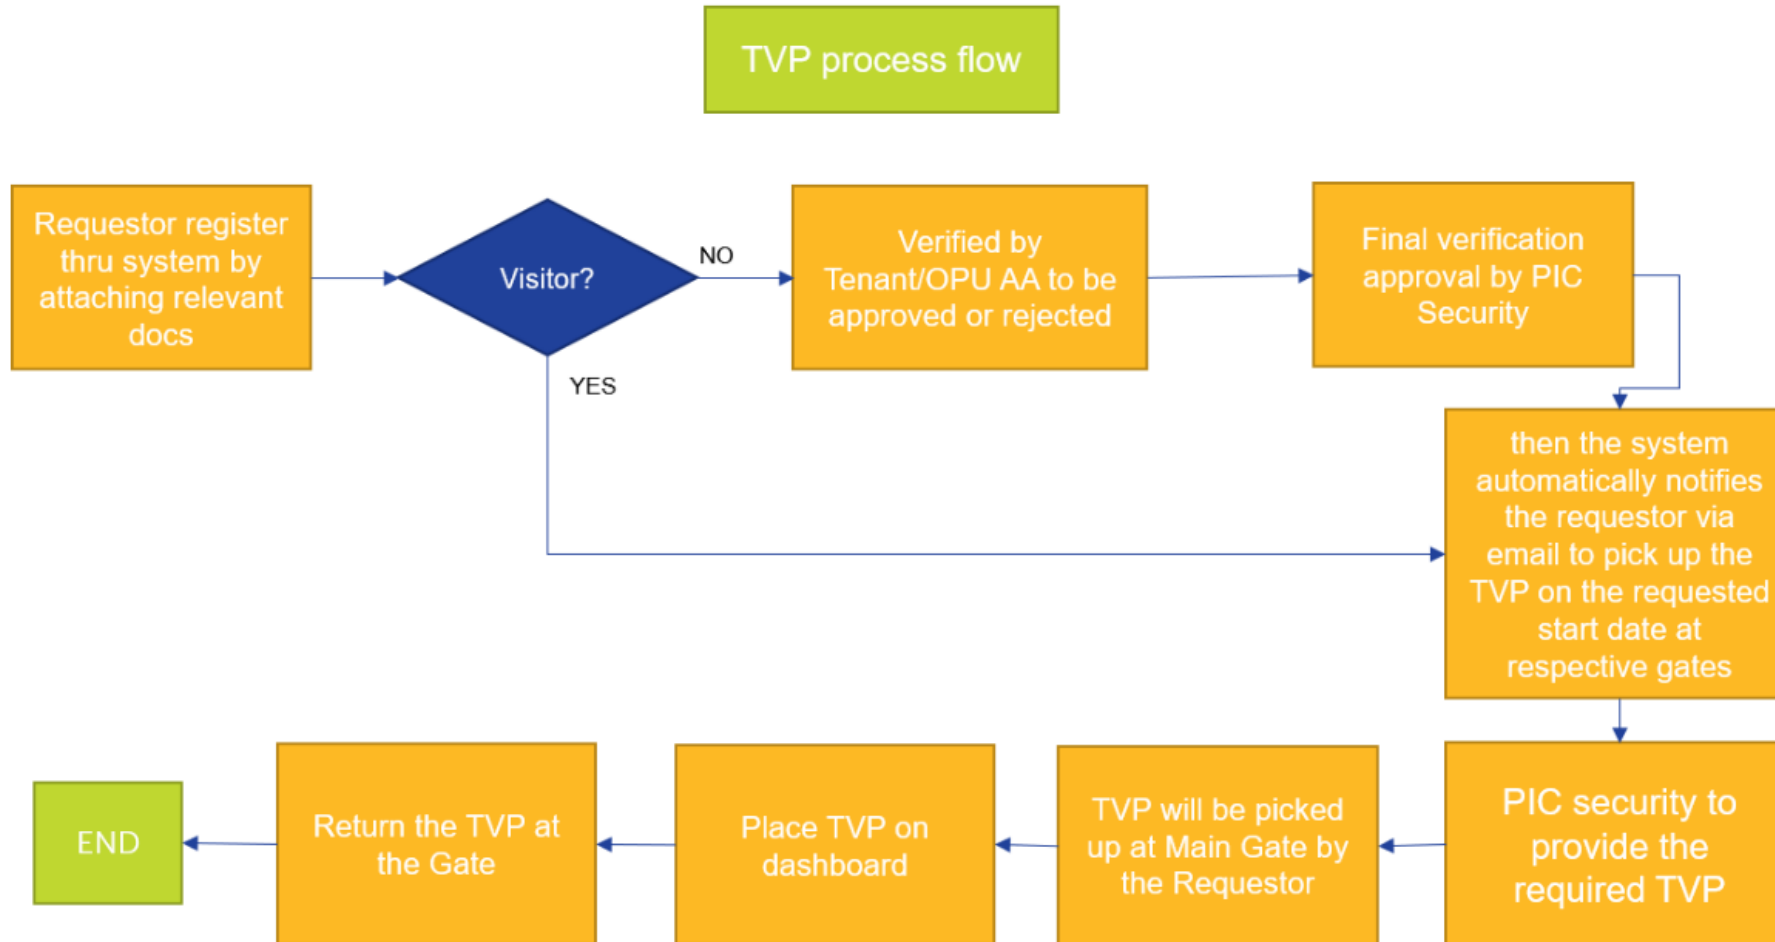 TVP process flow
Requestor register
thru system by
attaching relevant
docs
Visitor?
NO
YES
Verified by
Tenant/OPU AA to be
approved or rejected
Final verification
approval by PIC
Security
then the system
automatically notifies
the requestor via
email to pick up the
TVP on the requested
start date at
respective gates
PIC security to
provide the
required TVP
TVP will be picked
up at Main Gate by
the Requestor
Place TVP on
dashboard
Return the TVP at
the Gate
END